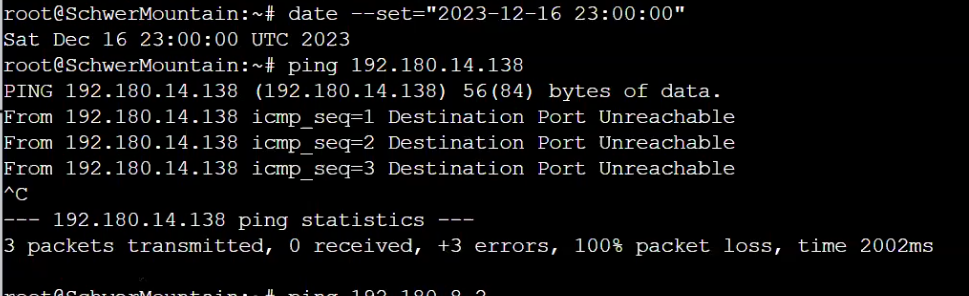 root@SchwerMountain:~# date --set="2023-12-16 23:00:00"
Sat Dec 16 23:00:00 UTC 2023
root@SchwerMountain:~# ping 192.180.14.138
PING 192.180.14.138 (192.180.14.138) 56(84) bytes of data.
From 192.180.14.138 icmp_seq=1 Destination Port Unreachable
From 192.180.14.138 icmp_seq=2 Destination Port Unreachable
From 192.180.14.138 icmp_seq=3 Destination Port Unreachable
^C
--- 192.180.14.138 ping statistics ---
3 packets transmitted, 0 received, +3 errors, 100% packet loss, time 2002ms
root@SchwerMountain:~# ping 192.180.8.2